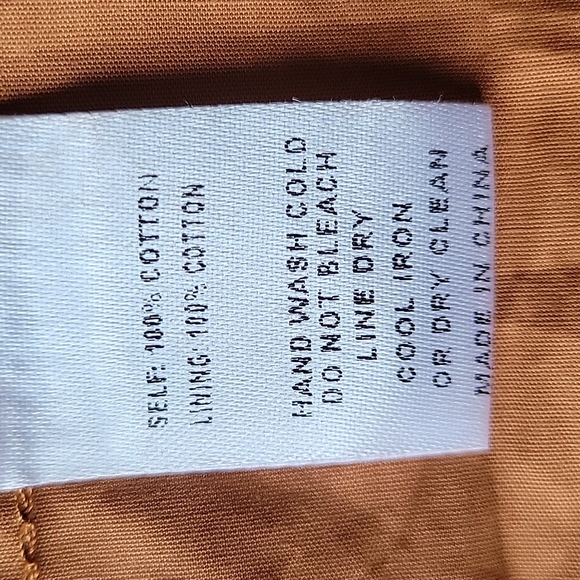 SELF: 100% COTTON
LINING: 100% COTTON
HAND WASH COLD
DO NOT BLEACH
LINE DRY
COOL IRON
OR DRY CLEAN
MADE IN CHINA